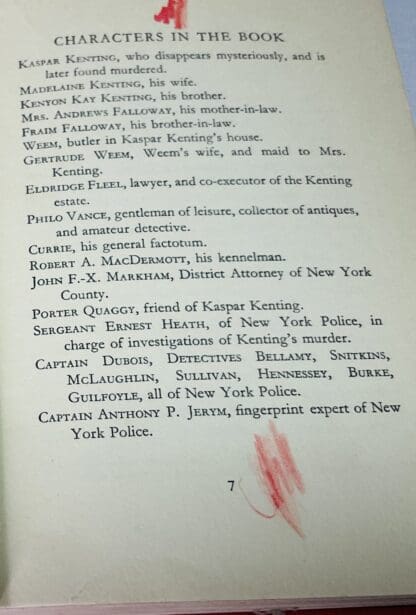 CHARACTERS IN THE BOOK
KASPAR KENTING, who disappears mysteriously, and is
later found murdered.
MADELAINE KENTING, his wife.
KENYON KAY KENTING, his brother.
MRS. ANDREWS FALLOWAY, his mother-in-law.
FRAIM FALLOWAY, his brother-in-law.
WEEM, butler in Kaspar Kenting's house.
GERTRUDE WEEM, Weem's wife, and maid to Mrs.
Kenting.
ELDRIDGE FLEEL, lawyer, and co-executor of the Kenting
estate.
PHILO VANCE, gentleman of leisure, collector of antiques,
and amateur detective.
CURRIE, his general factotum.
ROBERT A. MACDERMOTT, his kennelman.
JOHN F.-X. MARKHAM, District Attorney of New York
County.
PORTER QUAGGY, friend of Kaspar Kenting.
SERGEANT ERNEST HEATH, of New York Police, in
charge of investigations of Kenting's murder.
CAPTAIN DUBOIS, DETECTIVES BELLAMY, SNITKINS,
MCLAUGHLIN, SULLIVAN, HENNESSEY, BURKE,
GUILFOYLE, all of New York Police.
CAPTAIN ANTHONY P. JERYM, fingerprint expert of New
York Police.
7